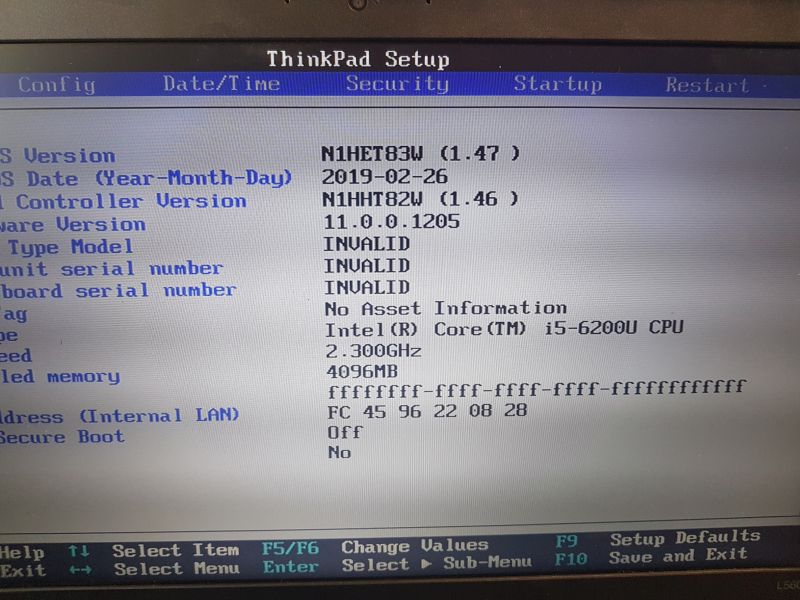 ThinkPad Setup
Config Date/Time Security Startup Restart
S Version N1HET83W (1.47 )
S Date (Year-Month-Day) 2019-02-26
Controller Version N1HHT82W (1.46 )
ware Version 11.0.0.1205
Type Model INVALID
unit serial number INVALID
board serial number INVALID
ag No Asset Information
pe Intel(R) Core(TM) i5-6200U CPU
eed 2.300GHz
led memory 4096MB
ffffffff-ffff-ffff-ffff-ffffffffffff
ddress (Internal LAN) FC 45 96 22 08 28
Secure Boot Off
No
Help ↑↓ Select Item F5/F6 Change Values F9 Setup Defaults
Exit ←→ Select Menu Enter Select ▶ Sub-Menu F10 Save and Exit
L560